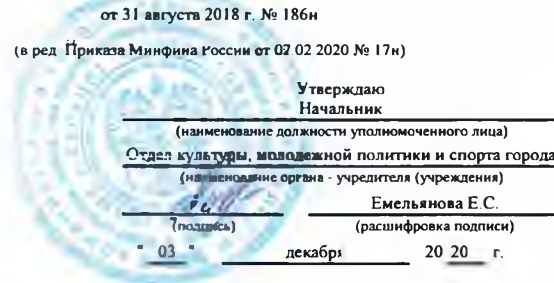 от 31 августа 2018 г. № 186н
(в ред Приказа Минфина России от 07 02 2020 № 17н)
Утверждаю
Начальник
(наименование должности уполномоченного лица)
Отдел культуры, молодежной политики и спорта города
(наименование органа - учредителя (учреждения)
Емельянова Е.С.
(подпись) (расшифровка подписи)
" 03 " декабря 20 20 г.